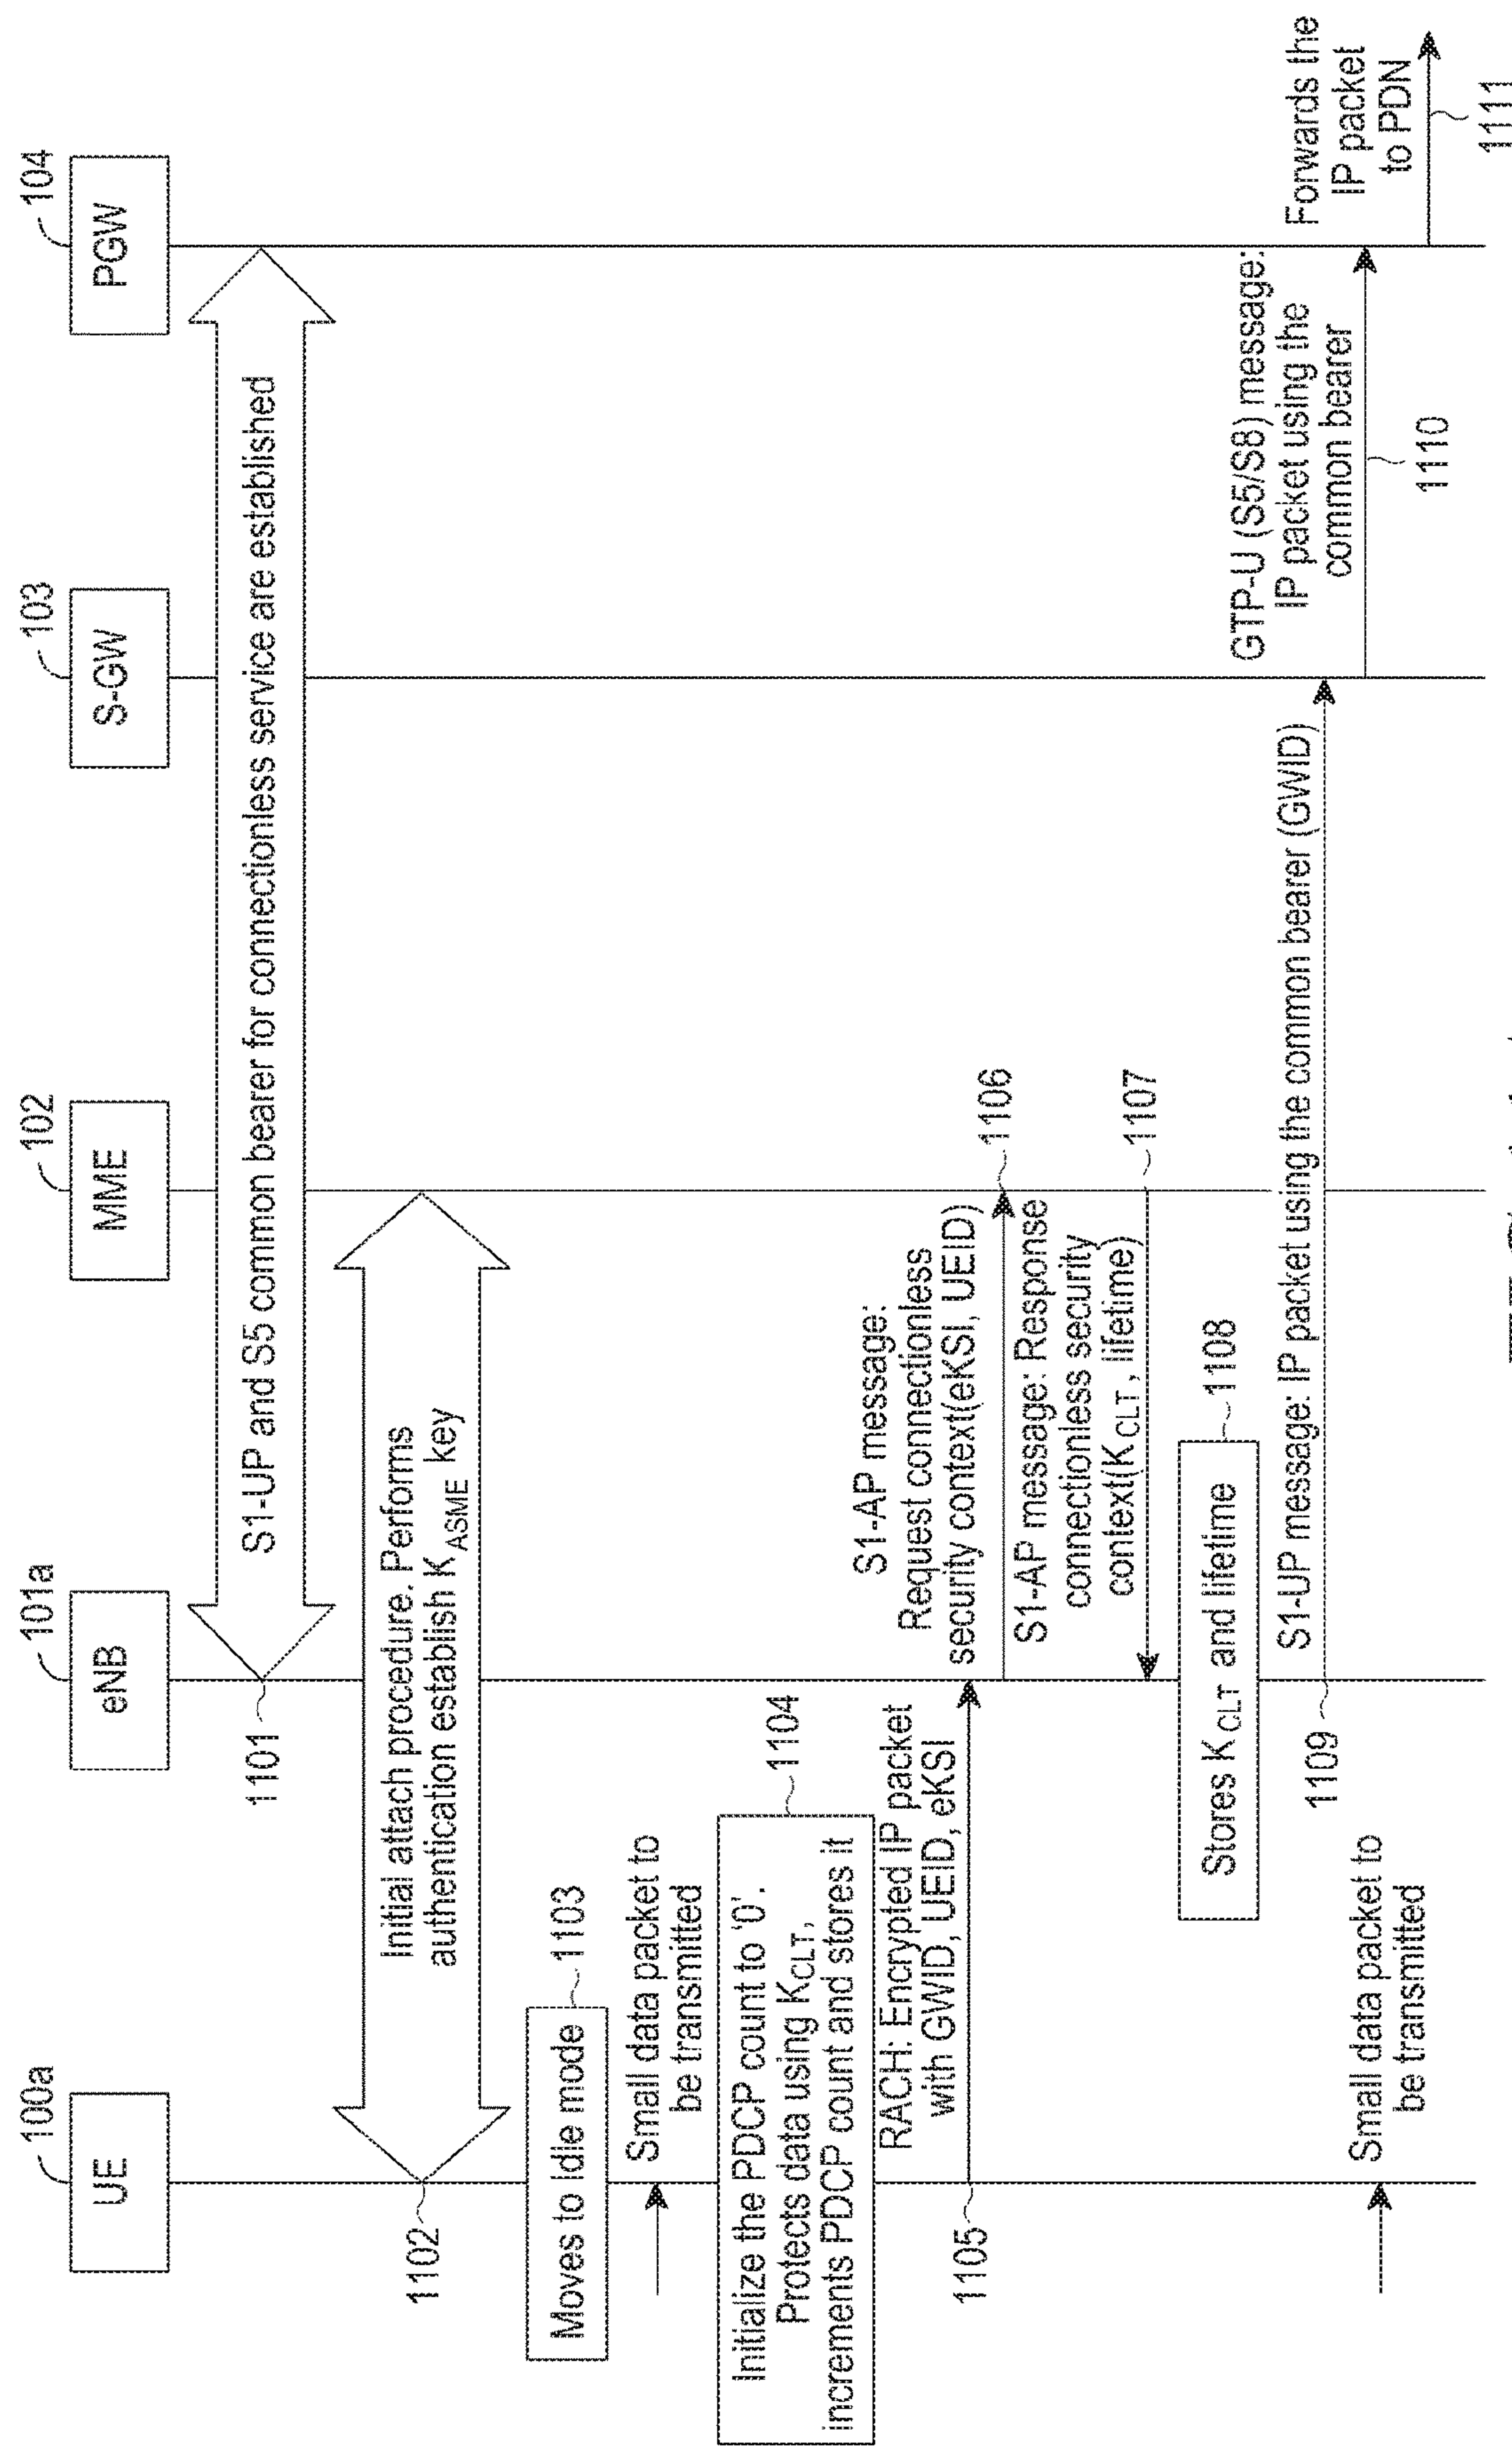 100a
UE
101a
eNB
102
MME
103
S-GW
104
PGW
S1-UP and S5 common bearer for connectionless service are established
1101
Initial attach procedure. Performs
authentication establish KASME key
1102
Moves to Idle mode
1103
Small data packet to
be transmitted
Initialize the PDCP count to '0'.
Protects data using KCLT,
increments PDCP count and stores it
1104
RACH: Encrypted IP packet
with GWID, UEID, eKSI
1105
S1-AP message:
Request connectionless
security context(eKSI, UEID)
1106
S1-AP message: Response
connectionless security
context(KCLT, lifetime)
1107
Stores KCLT and lifetime
1108
S1-UP message: IP packet using the common bearer (GWID)
1109
GTP-U (S5/S8) message:
IP packet using the
common bearer
1110
Forwards the
IP packet
to PDN
1111
Small data packet to
be transmitted